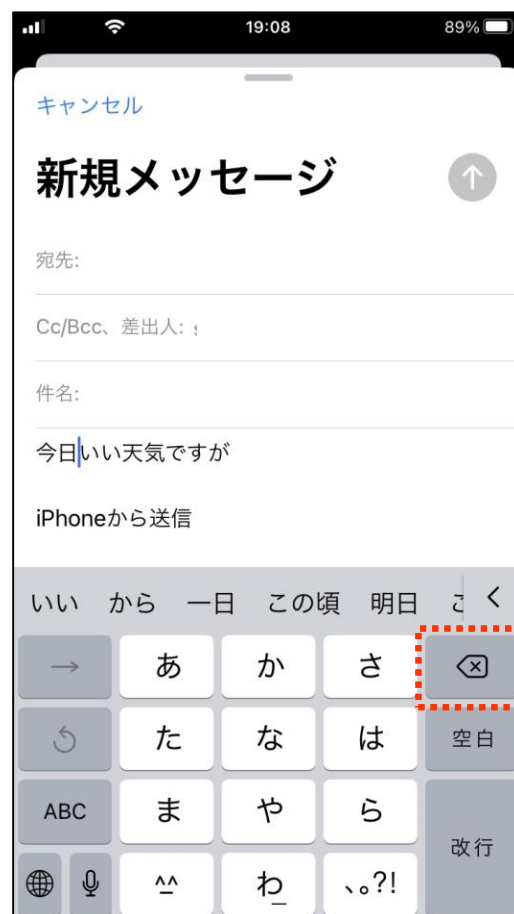 19:08 89%
キャンセル
新規メッセージ
宛先:
Cc/Bcc、差出人:
件名:
今日いい天気ですが
iPhoneから送信
いい から 一日 この頃 明日
→ あ か さ
た な は 空白
ABC ま や ら
改行
^^ わ 、。?!